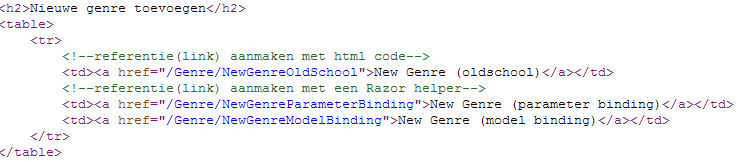 <h2>Nieuwe genre toevoegen</h2>
<table>
<tr>
<!--referentie(link) aanmaken met html code-->
<td><a href="/Genre/NewGenreOldSchool">New Genre (oldschool)</a></td>
<!--referentie(link) aanmaken met een Razor helper-->
<td><a href="/Genre/NewGenreParameterBinding">New Genre (parameter binding)</a></td>
<td><a href="/Genre/NewGenreModelBinding">New Genre (model binding)</a></td>
</tr>
</table>